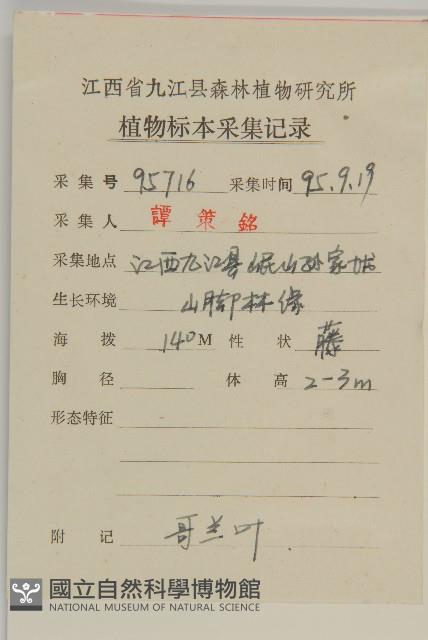 江西省九江县森林植物研究所
植物标本采集记录
采集号 95716 采集时间 95.9.19
采集人 譚策銘
采集地点 江西九江县岷山孙家
生长环境 山脚林缘
海拨 140M 性状 藤
胸径 体高 2-3m
形态特征
附记 哥兰叶
國立自然科學博物館
NATIONAL MUSEUM OF NATURAL SCIENCE